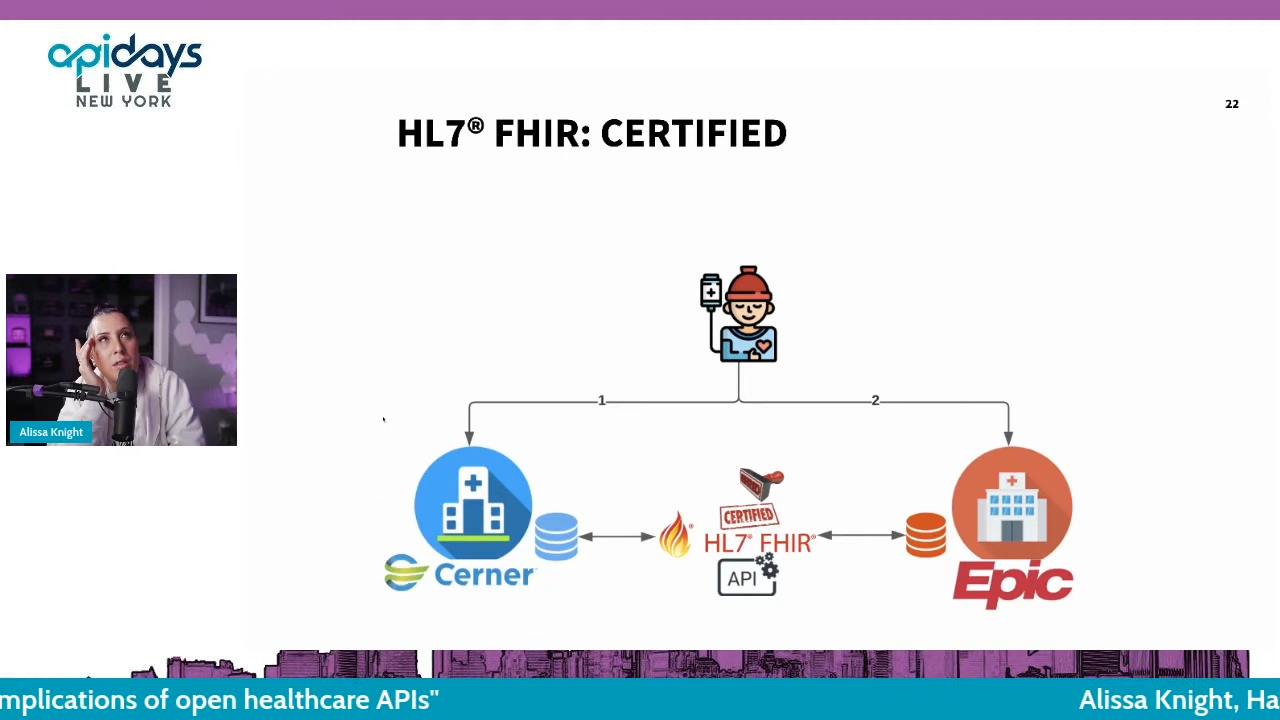 apidays
LIVE
NEW YORK
22
HL7® FHIR: CERTIFIED
1
2
CERTIFIED
HL7® FHIR®
API
Cerner
Epic
Alissa Knight
mplications of open healthcare APIs"
Alissa Knight, Ha